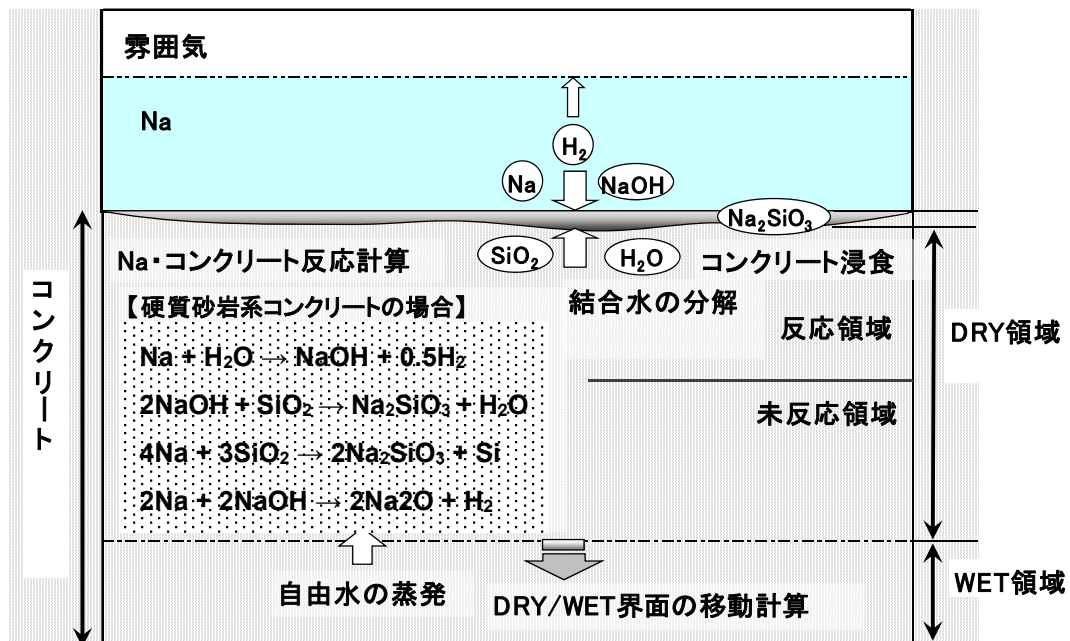 雰囲気
Na
H₂
Na
NaOH
Na₂SiO₃
SiO₂
H₂O
Na・コンクリート反応計算
コンクリート浸食
【硬質砂岩系コンクリートの場合】
結合水の分解
反応領域
DRY領域
コンクリート
Na + H₂O → NaOH + 0.5H₂
2NaOH + SiO₂ → Na₂SiO₃ + H₂O
未反応領域
4Na + 3SiO₂ → 2Na₂SiO₃ + Si
2Na + 2NaOH → 2Na2O + H₂
自由水の蒸発
DRY/WET界面の移動計算
WET領域